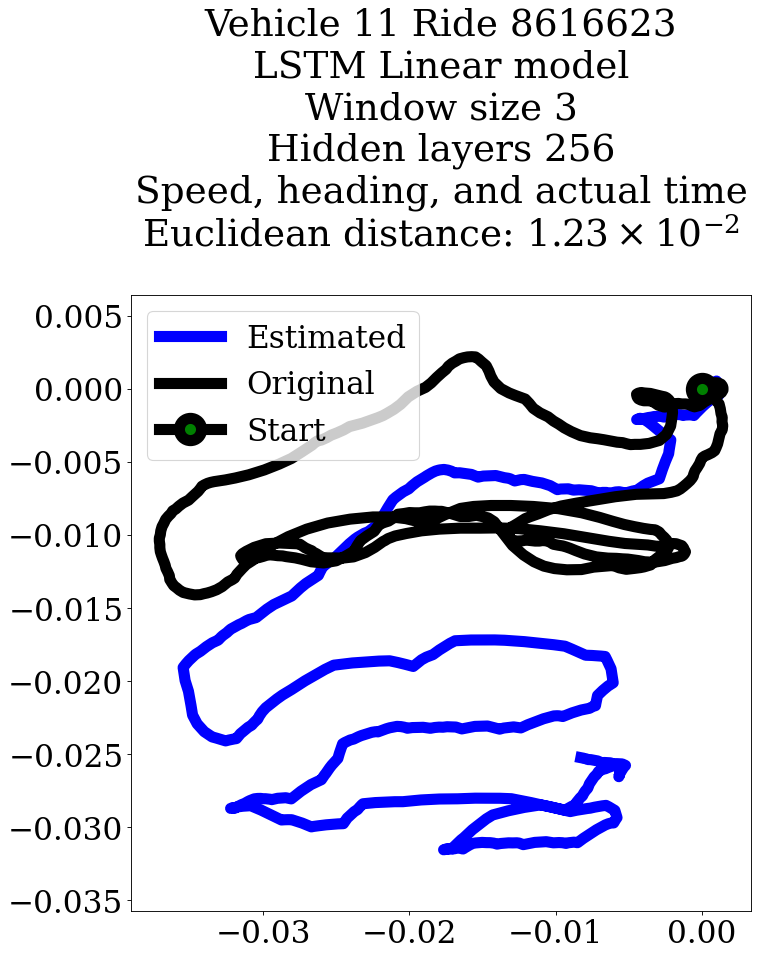 Vehicle 11 Ride 8616623
LSTM Linear model
Window size 3
Hidden layers 256
Speed, heading, and actual time
Euclidean distance: 1.23 × 10⁻²
Estimated
Original
Start
0.005
0.000
−0.005
−0.010
−0.015
−0.020
−0.025
−0.030
−0.035
−0.03 −0.02 −0.01 0.00